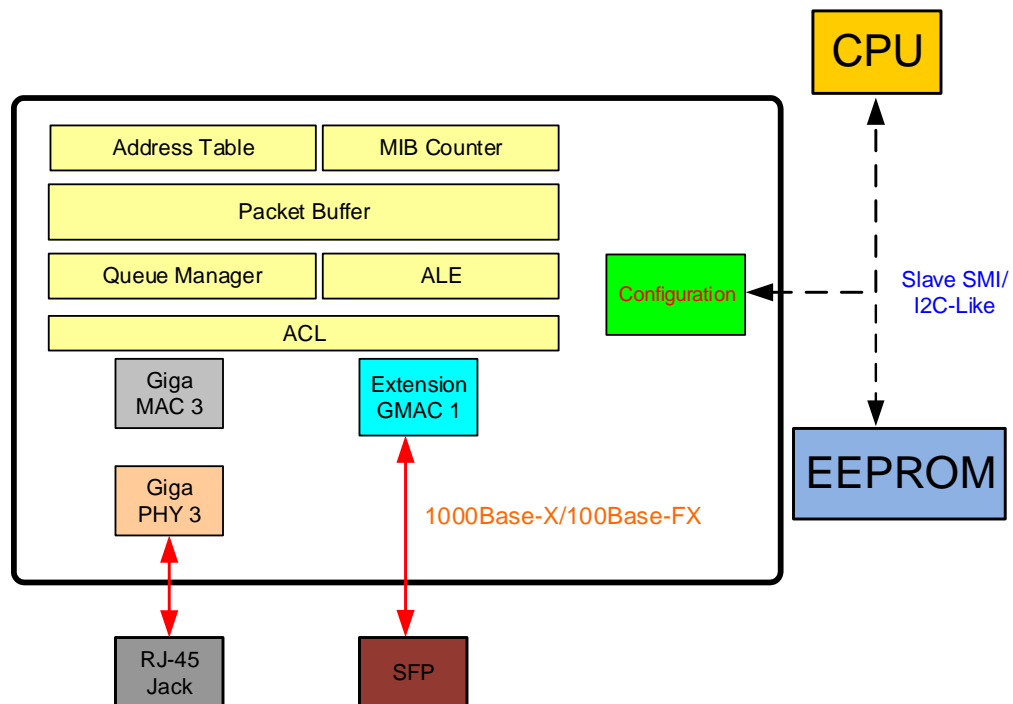 CPU
Address Table
MIB Counter
Packet Buffer
Queue Manager
ALE
Configuration
Slave SMI/
I2C-Like
ACL
Giga
MAC 3
Extension
GMAC 1
EEPROM
Giga
PHY 3
1000Base-X/100Base-FX
RJ-45
Jack
SFP